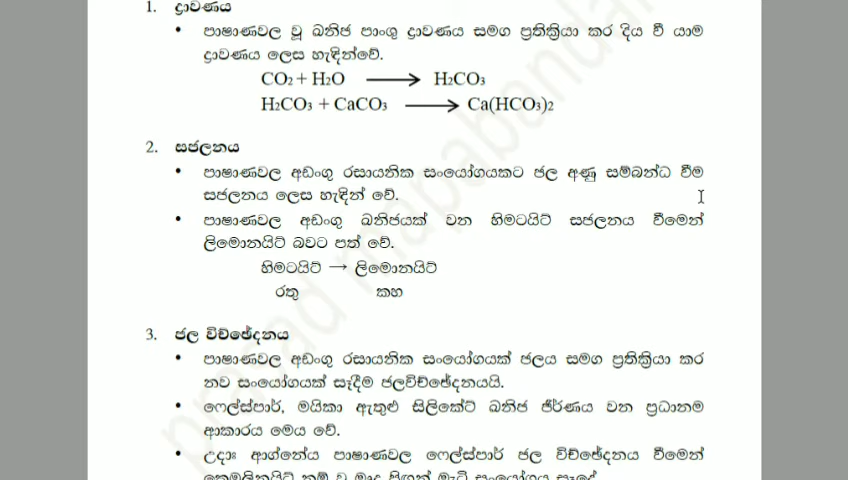 1. ද්‍රාවණය
• පාෂාණවල වූ ඛනිජ පාංශු ද්‍රාවණය සමග ප්‍රතික්‍රියා කර දිය වී යාම
ද්‍රාවණය ලෙස හැඳින්වේ.
CO₂ + H₂O ⟶ H₂CO₃
H₂CO₃ + CaCO₃ ⟶ Ca(HCO₃)₂
2. සජලනය
• පාෂාණවල අඩංගු රසායනික සංයෝගයකට ජල අණු සම්බන්ධ වීම
සජලනය ලෙස හැඳින් වේ.
• පාෂාණවල අඩංගු ඛනිජයක් වන හිමටයිට් සජලනය වීමෙන්
ලිමොනයිට් බවට පත් වේ.
හිමටයිට් → ලිමොනයිට්
රතු කහ
3. ජල විච්ඡේදනය
• පාෂාණවල අඩංගු රසායනික සංයෝගයක් ජලය සමග ප්‍රතික්‍රියා කර
නව සංයෝගයක් සෑදීම ජලවිච්ඡේදනයයි.
• ෆෙල්ස්පාර්, මයිකා ඇතුළු සිලිකේට් ඛනිජ ජීර්ණය වන ප්‍රධානම
ආකාරය මෙය වේ.
• උදාඃ ආග්නේය පාෂාණවල ෆෙල්ස්පාර් ජල විච්ඡේදනය වීමෙන්
prasad mapabandara